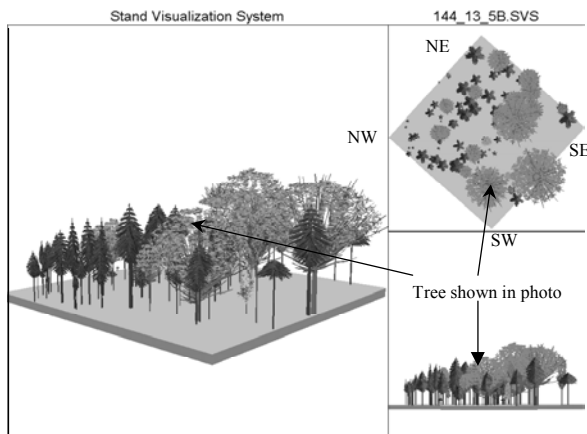 Stand Visualization System
144_13_5B.SVS
NE
NW
SE
SW
Tree shown in photo